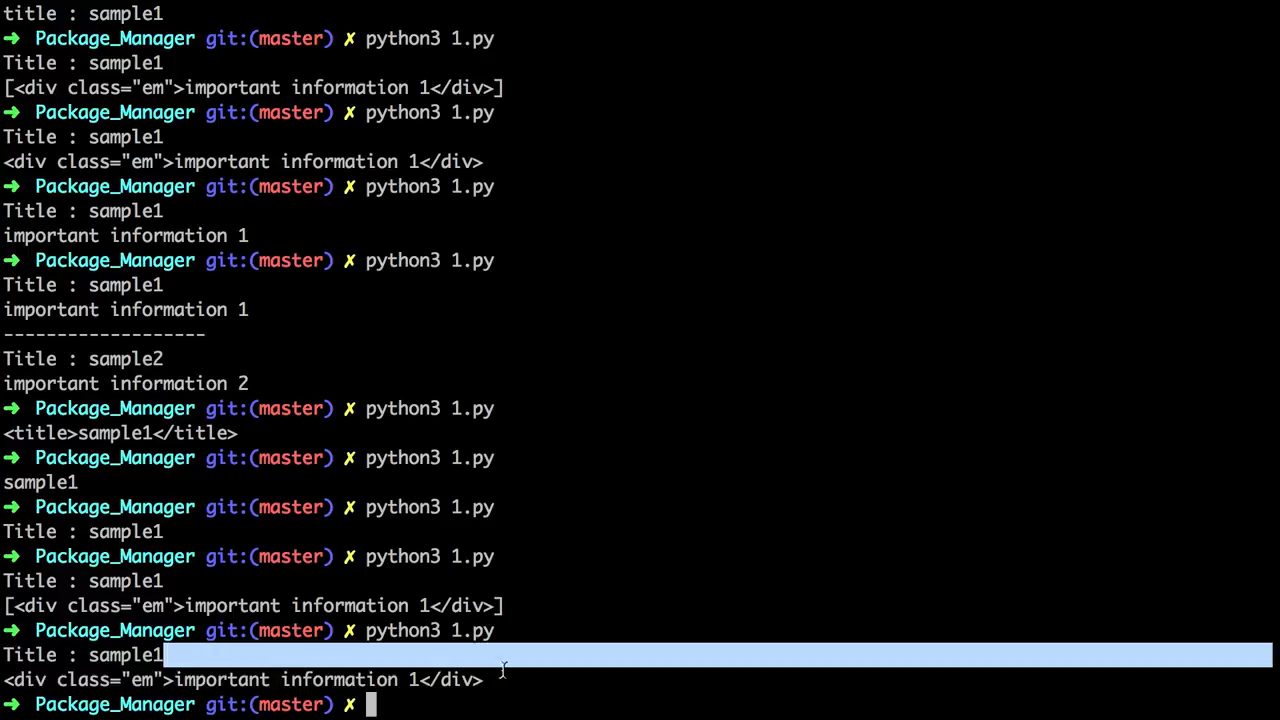 title : sample1
➜  Package_Manager git:(master) ✗ python3 1.py
Title : sample1
[<div class="em">important information 1</div>]
➜  Package_Manager git:(master) ✗ python3 1.py
Title : sample1
<div class="em">important information 1</div>
➜  Package_Manager git:(master) ✗ python3 1.py
Title : sample1
important information 1
➜  Package_Manager git:(master) ✗ python3 1.py
Title : sample1
important information 1
-------------------
Title : sample2
important information 2
➜  Package_Manager git:(master) ✗ python3 1.py
<title>sample1</title>
➜  Package_Manager git:(master) ✗ python3 1.py
sample1
➜  Package_Manager git:(master) ✗ python3 1.py
Title : sample1
➜  Package_Manager git:(master) ✗ python3 1.py
Title : sample1
[<div class="em">important information 1</div>]
➜  Package_Manager git:(master) ✗ python3 1.py
Title : sample1
<div class="em">important information 1</div>
➜  Package_Manager git:(master) ✗